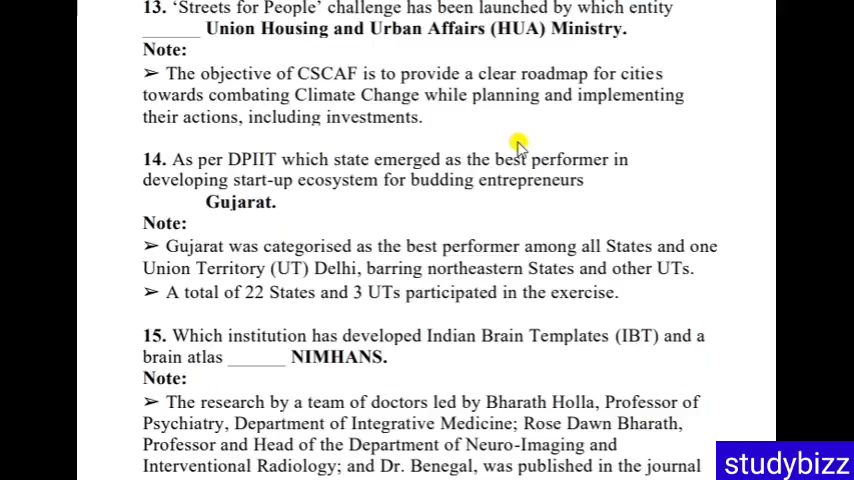 13. ‘Streets for People’ challenge has been launched by which entity
______ Union Housing and Urban Affairs (HUA) Ministry.
Note:
➢ The objective of CSCAF is to provide a clear roadmap for cities
towards combating Climate Change while planning and implementing
their actions, including investments.
14. As per DPIIT which state emerged as the best performer in
developing start-up ecosystem for budding entrepreneurs
Gujarat.
Note:
➢ Gujarat was categorised as the best performer among all States and one
Union Territory (UT) Delhi, barring northeastern States and other UTs.
➢ A total of 22 States and 3 UTs participated in the exercise.
15. Which institution has developed Indian Brain Templates (IBT) and a
brain atlas ______ NIMHANS.
Note:
➢ The research by a team of doctors led by Bharath Holla, Professor of
Psychiatry, Department of Integrative Medicine; Rose Dawn Bharath,
Professor and Head of the Department of Neuro-Imaging and
Interventional Radiology; and Dr. Benegal, was published in the journal
studybizz